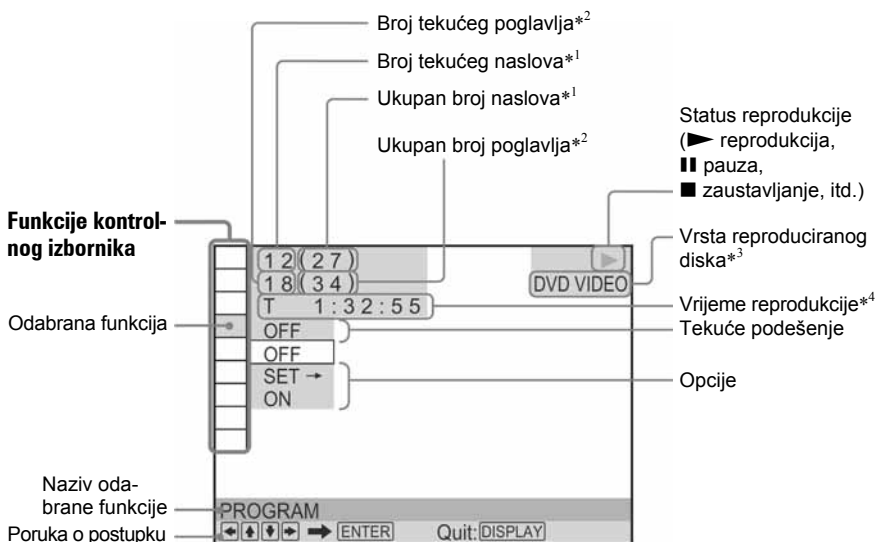 Broj tekućeg poglavlja*2
Broj tekućeg naslova*1
Ukupan broj naslova*1
Ukupan broj poglavlja*2
Status reprodukcije
(► reprodukcija,
❚❚ pauza,
■ zaustavljanje, itd.)
Funkcije kontrol-
nog izbornika
Vrsta reproduciranog
diska*3
12(27)
18(34)
DVD VIDEO
T 1:32:55
Vrijeme reprodukcije*4
Odabrana funkcija
OFF
Tekuće podešenje
OFF
SET →
ON
Opcije
Naziv oda-
brane funkcije
PROGRAM
Poruka o postupku
← ↑ ↓ → ➡ ENTER Quit: DISPLAY